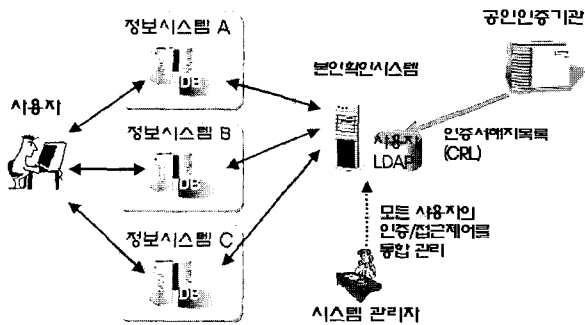 정보시스템 A
DB
공인인증기관
본인확인시스템
사용자
정보시스템 B
DB
사용자
LDAP
인증서해지목록
(CRL)
정보시스템 C
DB
모든 사용자의
인증/접근제어를
통합 관리
시스템 관리자